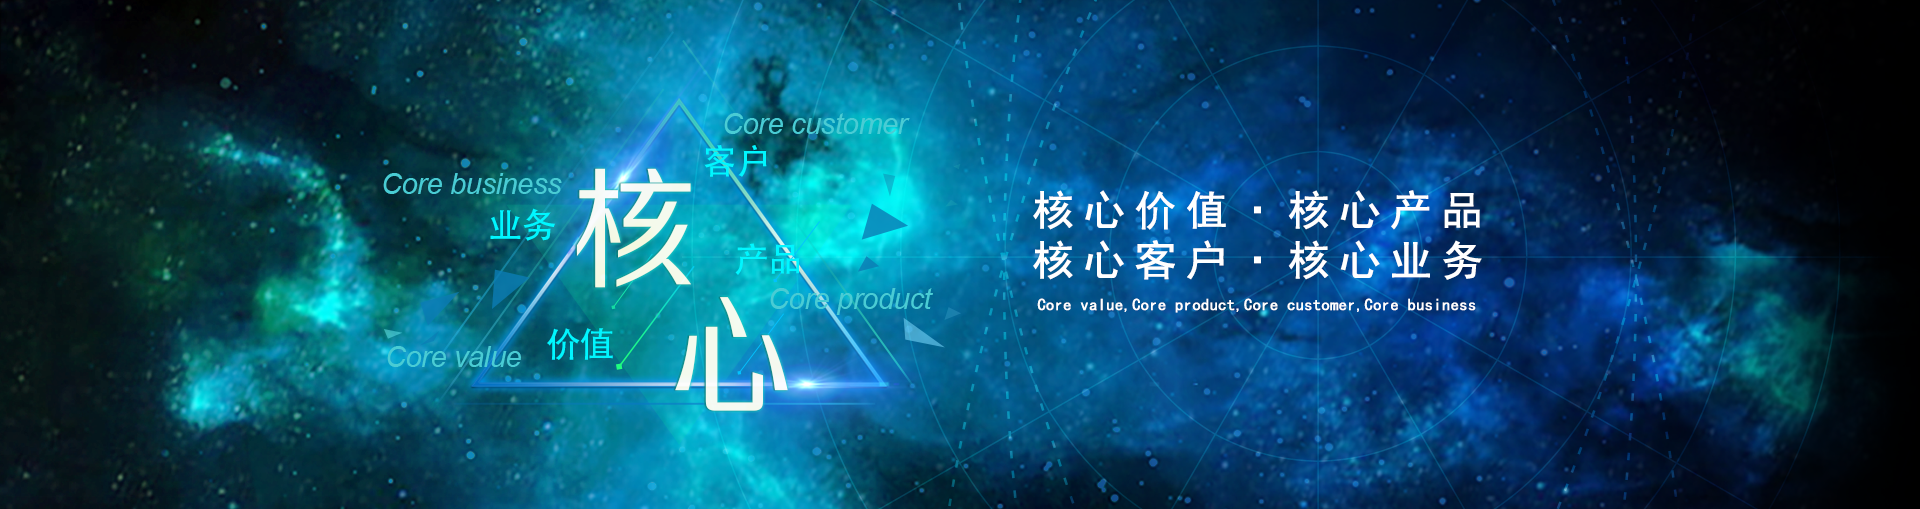 Core customer
客户
Core business
业务
核
心
产品
Core product
价值
Core value
核心价值·核心产品
核心客户·核心业务
Core value,Core product,Core customer,Core business